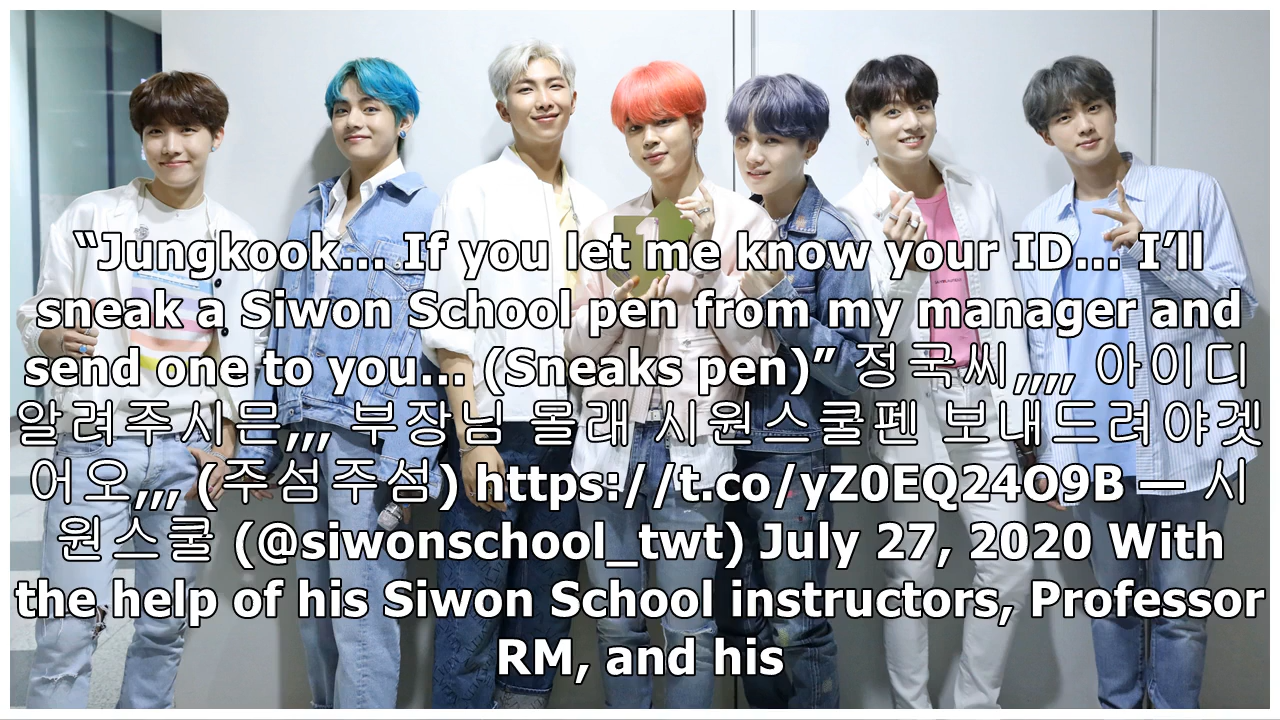 “Jungkook… If you let me know your ID… I’ll
sneak a Siwon School pen from my manager and
send one to you… (Sneaks pen)” 정국씨,,,, 아이디
알려주시믄,,, 부장님 몰래 시원스쿨펜 보내드려야겟
어오,,, (주섬주섬) https://t.co/yZ0EQ24O9B — 시
원스쿨 (@siwonschool_twt) July 27, 2020 With
the help of his Siwon School instructors, Professor
RM, and his